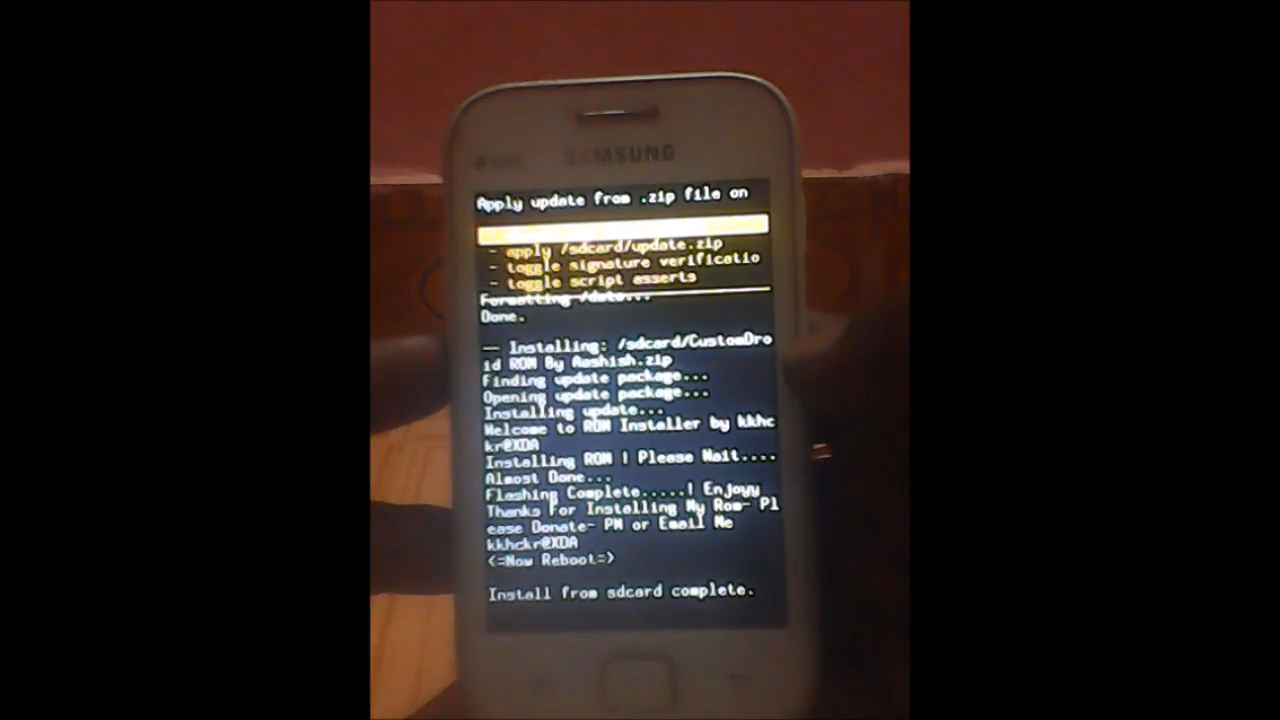 SAMSUNG
Apply update from .zip file on
- apply /sdcard/update.zip
- toggle signature verificatio
- toggle script asserts
Formatting /data...
Done.
-- Installing: /sdcard/CustomDro
id ROM By Aashish.zip
Finding update package...
Opening update package...
Installing update...
Welcome to ROM Installer by kkhc
kr@XDA
Installing ROM | Please Wait....
Almost Done...
Flashing Complete.....! Enjoyy
Thanks For Installing My Rom- Pl
ease Donate- PM or Email Me
kkhckr@XDA
<=Now Reboot=>
Install from sdcard complete.